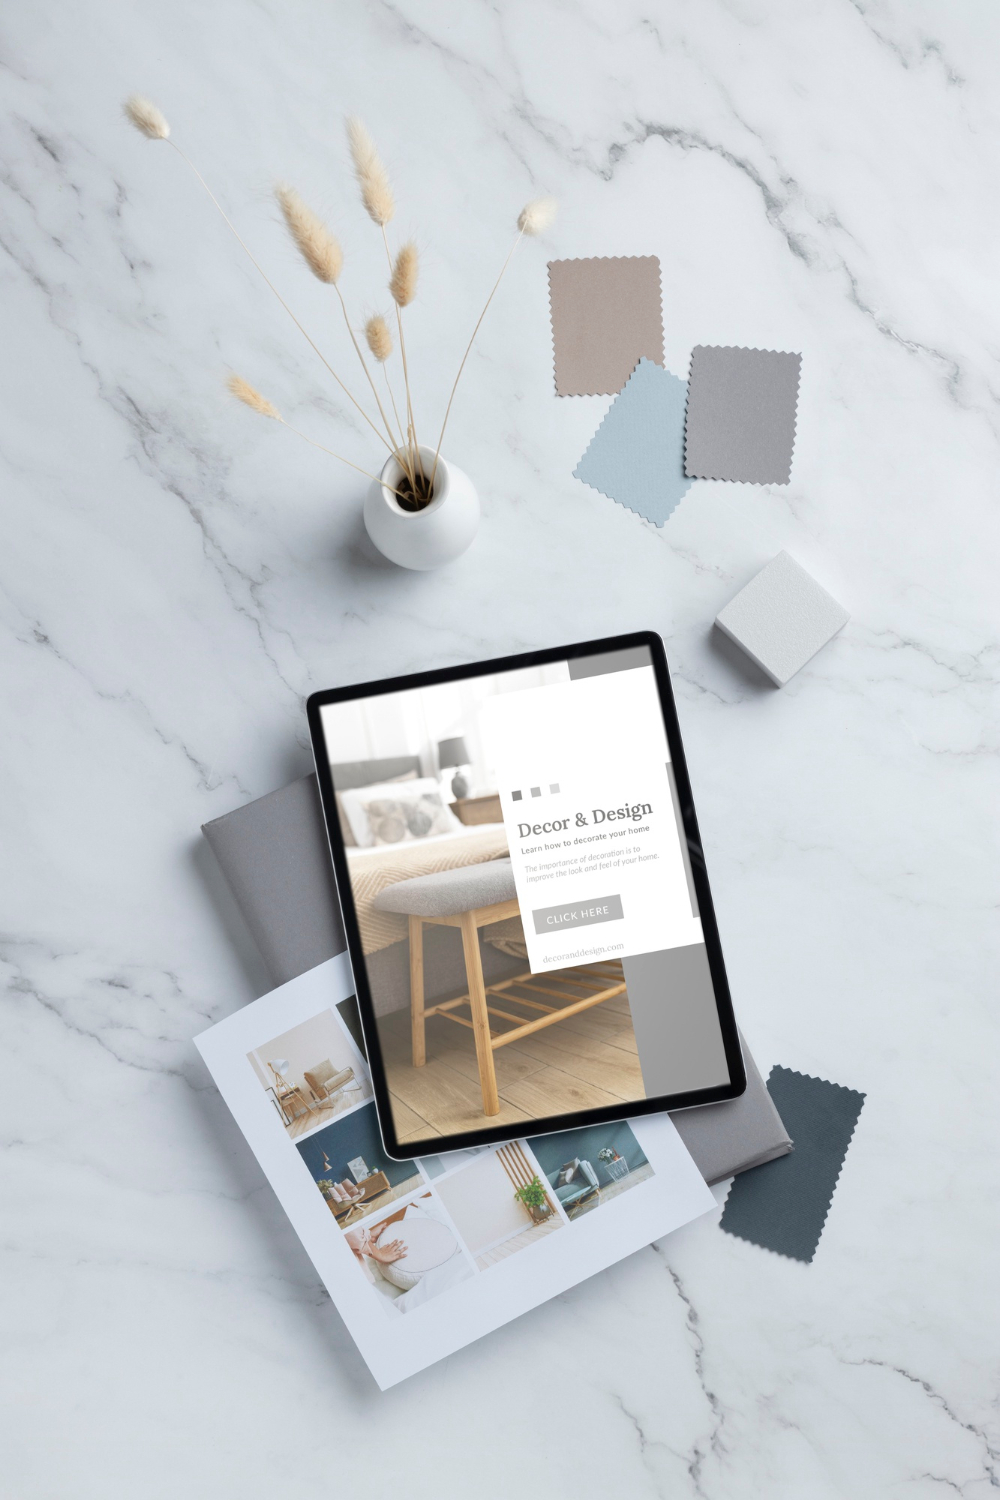 Decor & Design
Learn how to decorate your home
The importance of decoration is to
improve the look and feel of your home.
CLICK HERE
decoranddesign.com